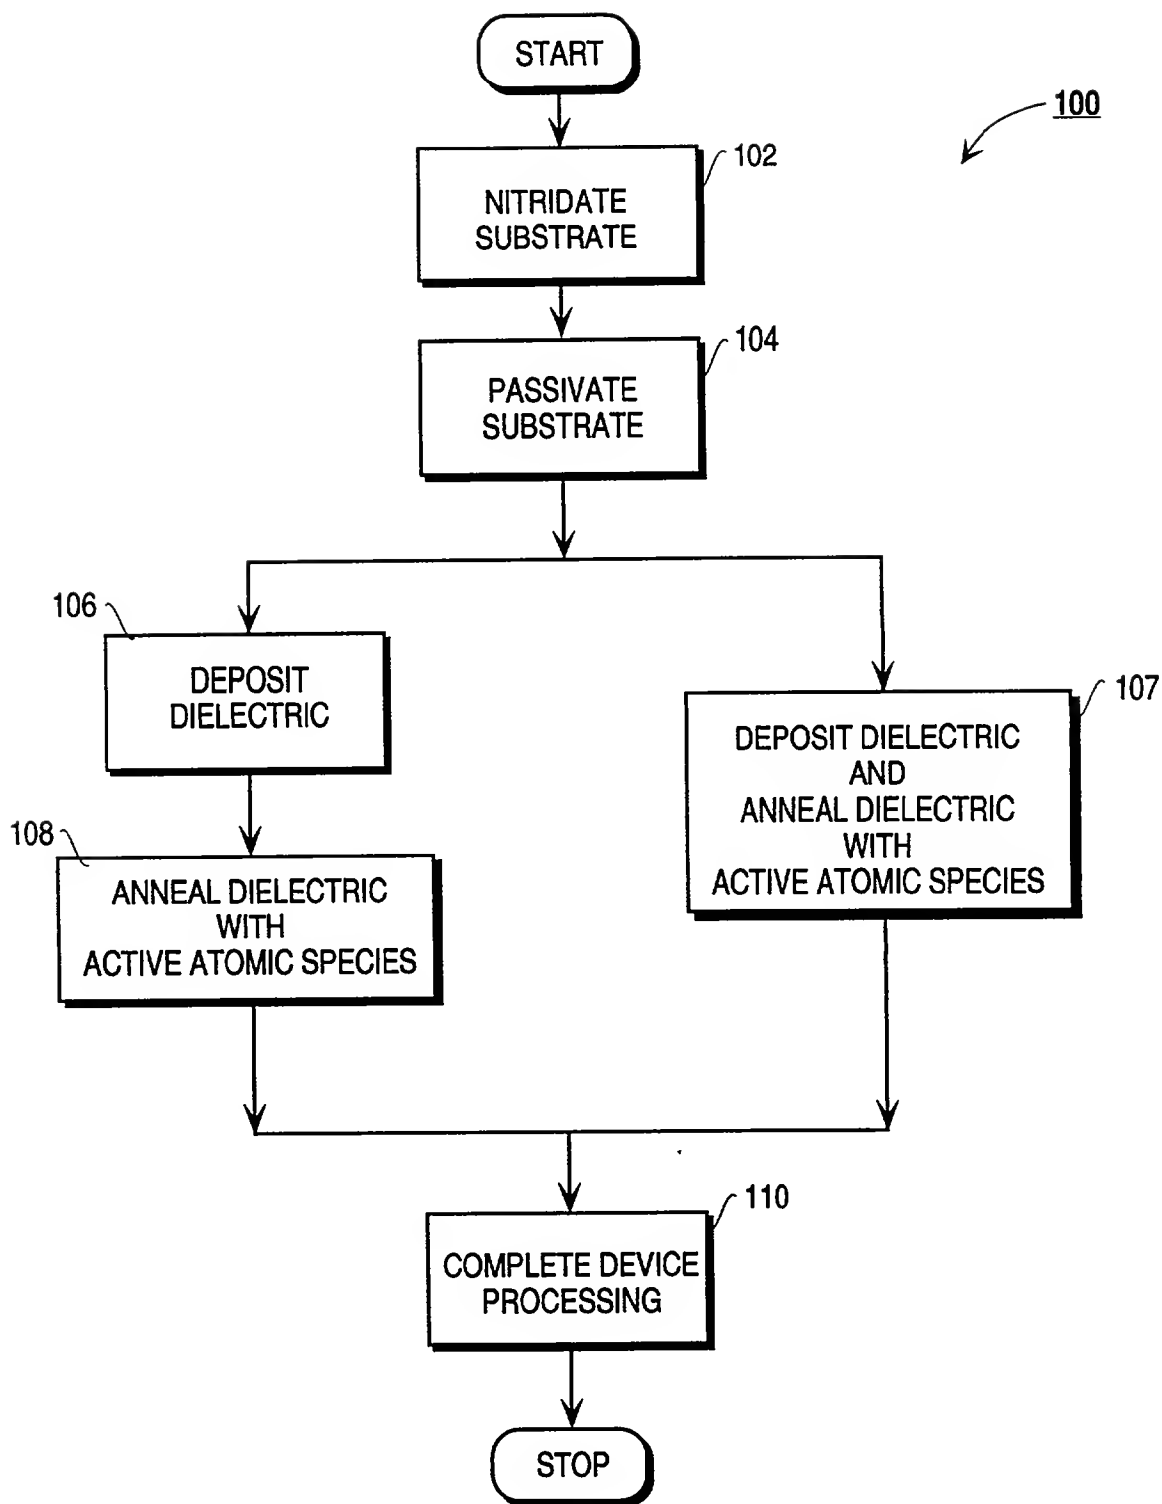 START
100
102
NITRIDATE
SUBSTRATE
104
PASSIVATE
SUBSTRATE
106
DEPOSIT
DIELECTRIC
107
DEPOSIT DIELECTRIC
AND
ANNEAL DIELECTRIC
WITH
ACTIVE ATOMIC SPECIES
108
ANNEAL DIELECTRIC
WITH
ACTIVE ATOMIC SPECIES
110
COMPLETE DEVICE
PROCESSING
STOP